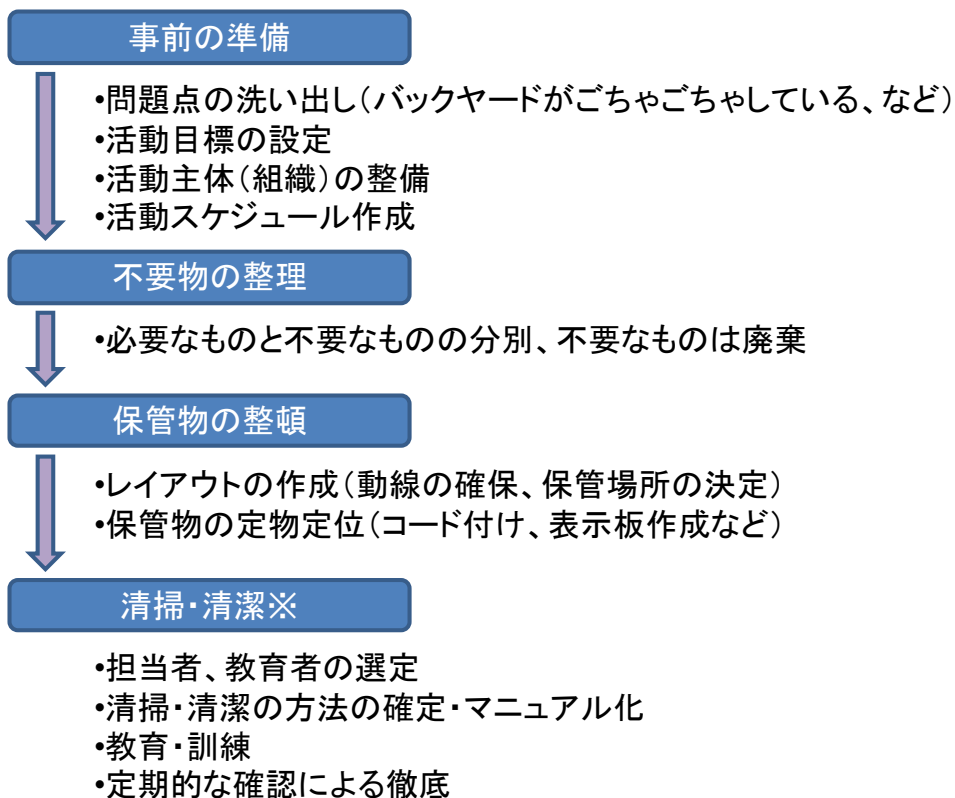 事前の準備
•問題点の洗い出し（バックヤードがごちゃごちゃしている、など）
•活動目標の設定
•活動主体（組織）の整備
•活動スケジュール作成
不要物の整理
•必要なものと不要なものの分別、不要なものは廃棄
保管物の整頓
•レイアウトの作成（動線の確保、保管場所の決定）
•保管物の定物定位（コード付け、表示板作成など）
清掃・清潔※
•担当者、教育者の選定
•清掃・清潔の方法の確定・マニュアル化
•教育・訓練
•定期的な確認による徹底